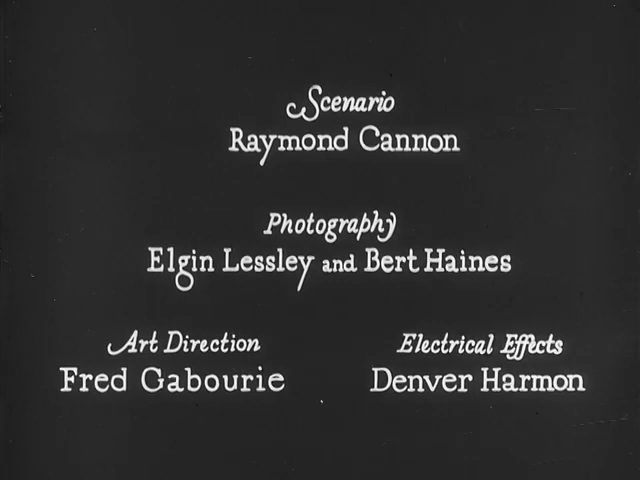 Scenario
Raymond Cannon
Photography
Elgin Lessley and Bert Haines
Art Direction
Fred Gabourie
Electrical Effects
Denver Harmon